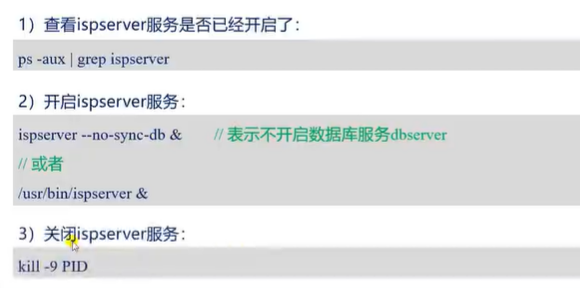 1）查看ispserver服务是否已经开启了：
ps -aux | grep ispserver
2）开启ispserver服务：
ispserver --no-sync-db & // 表示不开启数据库服务dbserver
// 或者
/usr/bin/ispserver &
3）关闭ispserver服务：
kill -9 PID